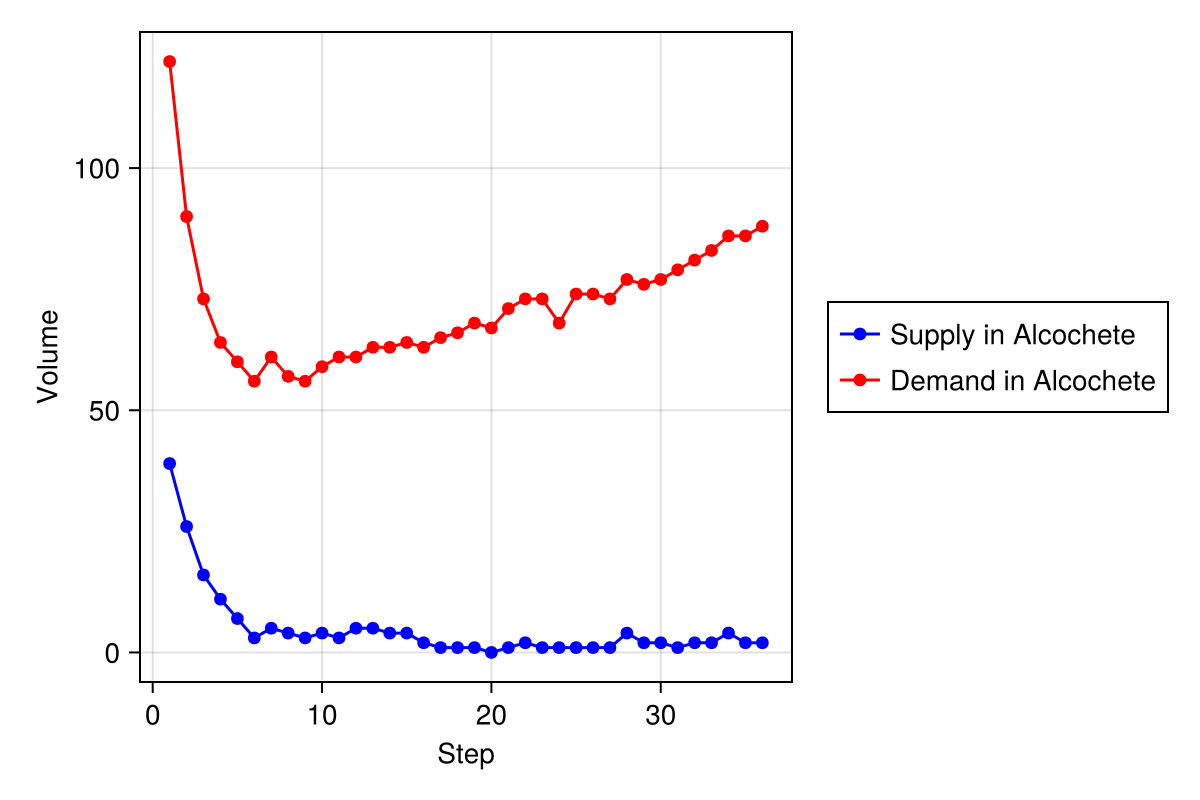 100
50
0
Volume
0 10 20 30
Step
Supply in Alcochete
Demand in Alcochete